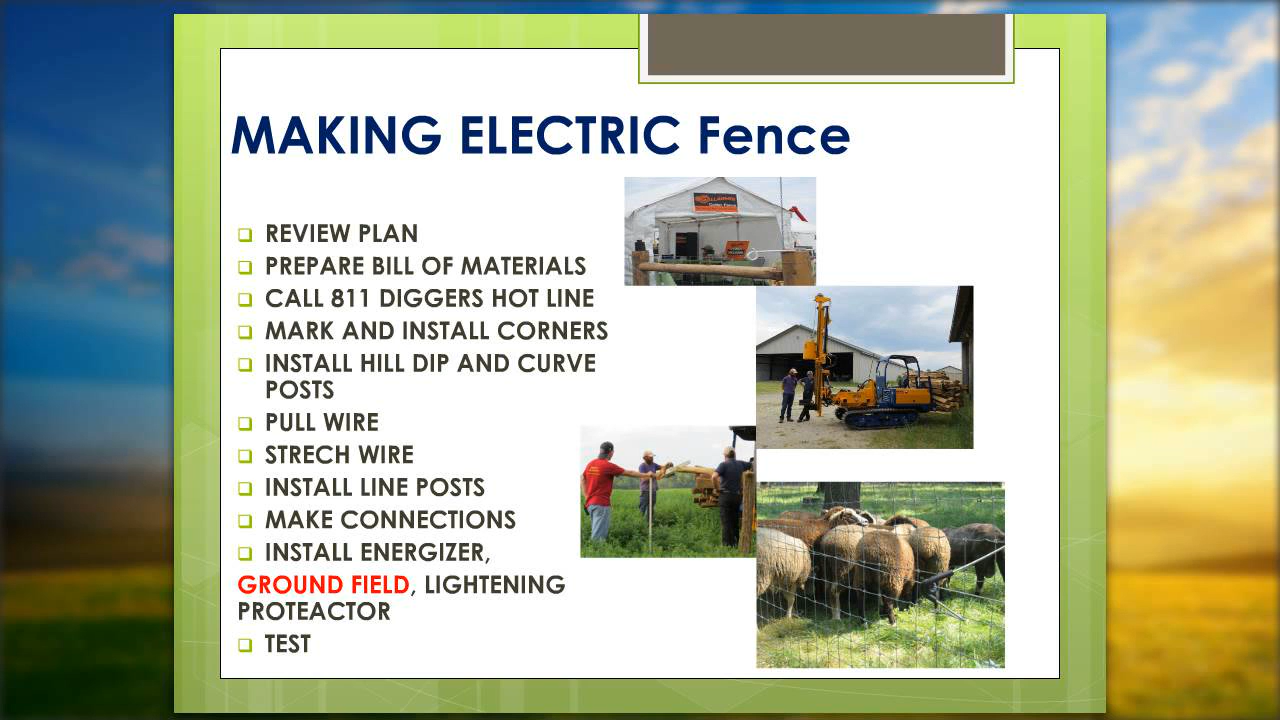 MAKING ELECTRIC Fence
REVIEW PLAN
PREPARE BILL OF MATERIALS
CALL 811 DIGGERS HOT LINE
MARK AND INSTALL CORNERS
INSTALL HILL DIP AND CURVE
POSTS
PULL WIRE
STRECH WIRE
INSTALL LINE POSTS
MAKE CONNECTIONS
INSTALL ENERGIZER,
GROUND FIELD, LIGHTENING
PROTEACTOR
TEST